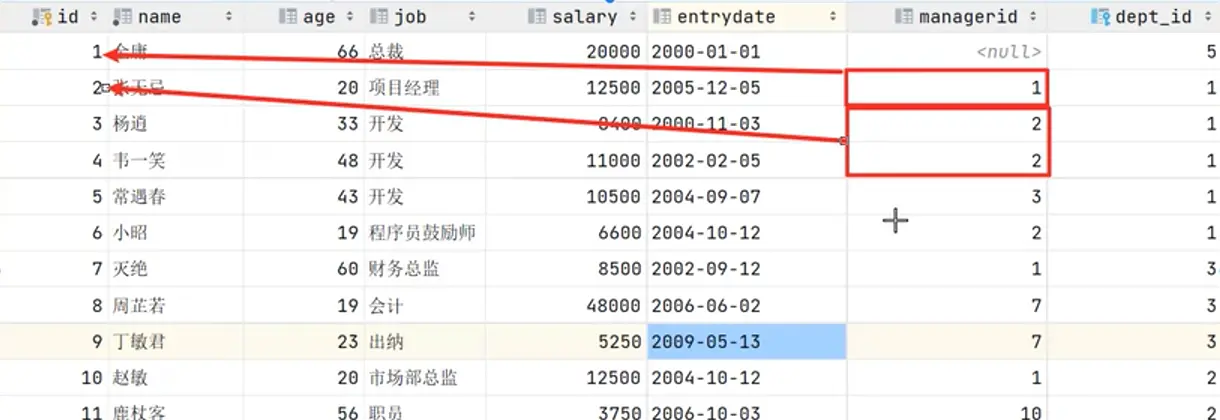 id name age job salary entrydate managerid dept_id
1 金庸 66 总裁 20000 2000-01-01 <null> 5
2 张无忌 20 项目经理 12500 2005-12-05 1 1
3 杨逍 33 开发 8400 2000-11-03 2 1
4 韦一笑 48 开发 11000 2002-02-05 2 1
5 常遇春 43 开发 10500 2004-09-07 3 1
6 小昭 19 程序员鼓励师 6600 2004-10-12 2 1
7 灭绝 60 财务总监 8500 2002-09-12 1 3
8 周芷若 19 会计 48000 2006-06-02 7 3
9 丁敏君 23 出纳 5250 2009-05-13 7 3
10 赵敏 20 市场部总监 12500 2004-10-12 1 2
11 鹿杖客 56 职员 3750 2006-10-03 10 2